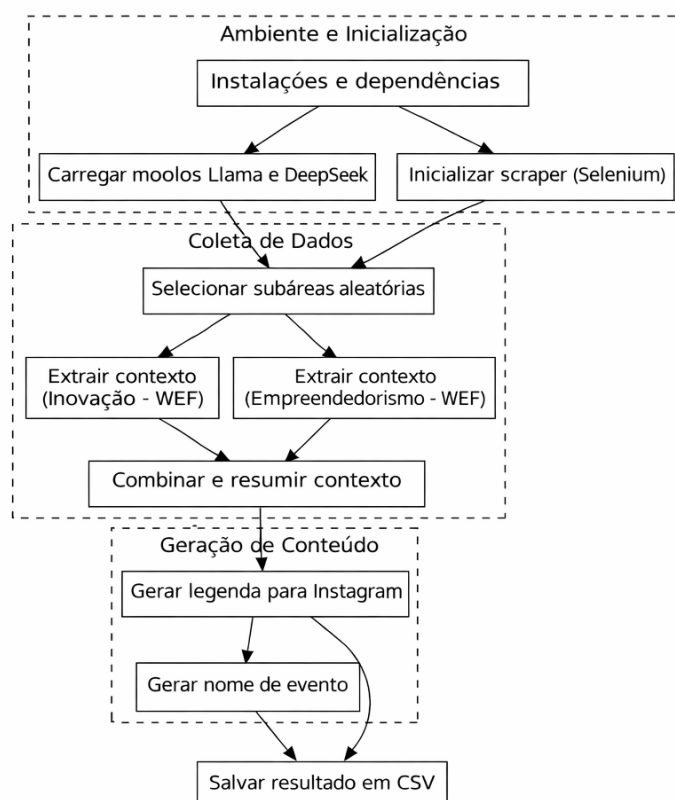 Ambiente e Inicialização
Instalaçóes e dependências
Carregar moolos Llama e DeepSeek
Inicializar scraper (Selenium)
Coleta de Dados
Selecionar subáreas aleatórias
Extrair contexto
(Inovação - WEF)
Extrair contexto
(Empreendedorismo - WEF)
Combinar e resumir contexto
Geração de Conteúdo
Gerar legenda para Instagram
Gerar nome de evento
Salvar resultado em CSV